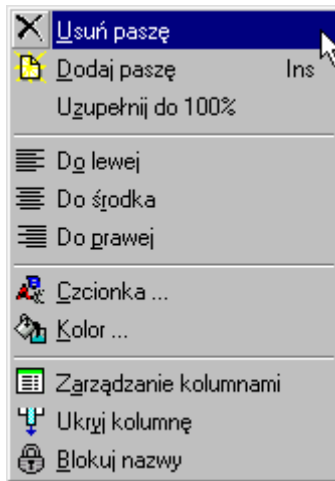 Usuń paszę
Dodaj paszę Ins
Uzupełnij do 100%
Do lewej
Do środka
Do prawej
Czcionka ...
Kolor ...
Zarządzanie kolumnami
Ukryj kolumnę
Blokuj nazwy